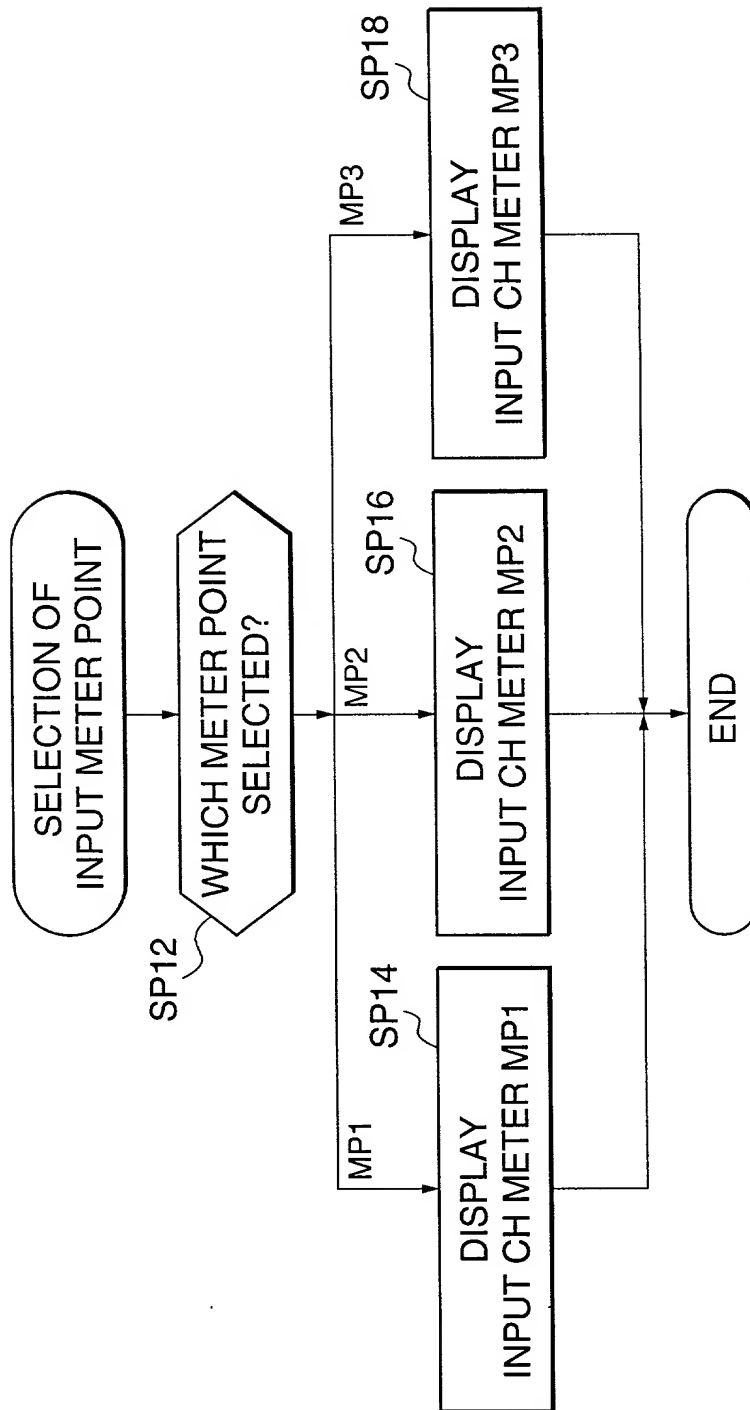 SELECTION OF
INPUT METER POINT
SP12
WHICH METER POINT
SELECTED?
MP1
MP2
MP3
SP14
DISPLAY
INPUT CH METER MP1
SP16
DISPLAY
INPUT CH METER MP2
SP18
DISPLAY
INPUT CH METER MP3
END